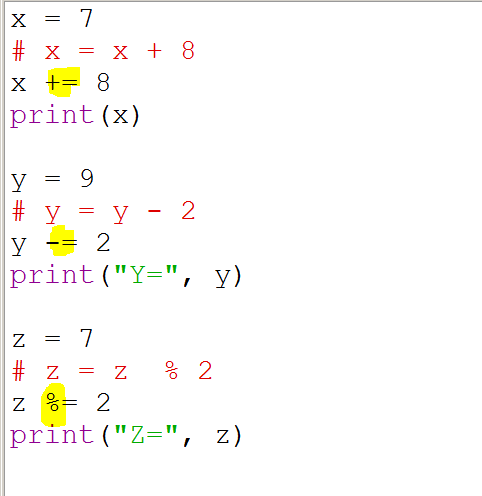 x = 7
# x = x + 8
x += 8
print(x)
y = 9
# y = y - 2
y -= 2
print("Y=", y)
z = 7
# z = z  % 2
z %= 2
print("Z=", z)